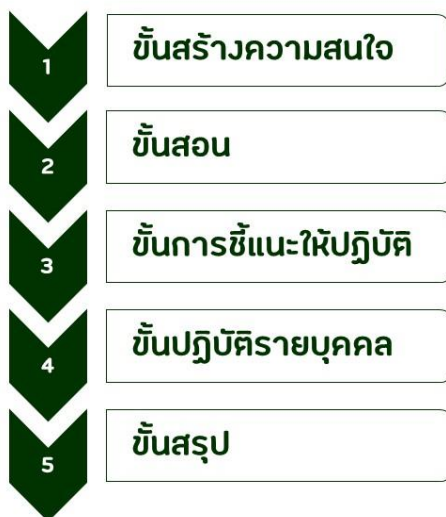 1
ขั้นสร้างความสนใจ
2
ขั้นสอน
3
ขั้นการชี้แนะให้ปฏิบัติ
4
ขั้นปฏิบัติรายบุคคล
5
ขั้นสรุป